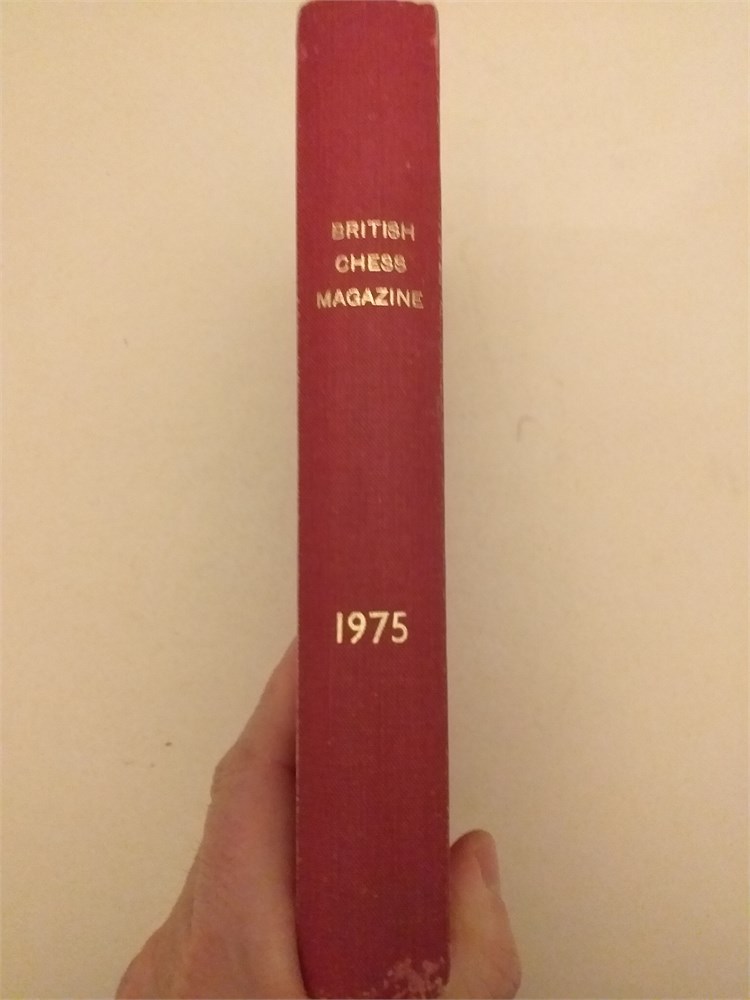 BRITISH
CHESS
MAGAZINE
1975